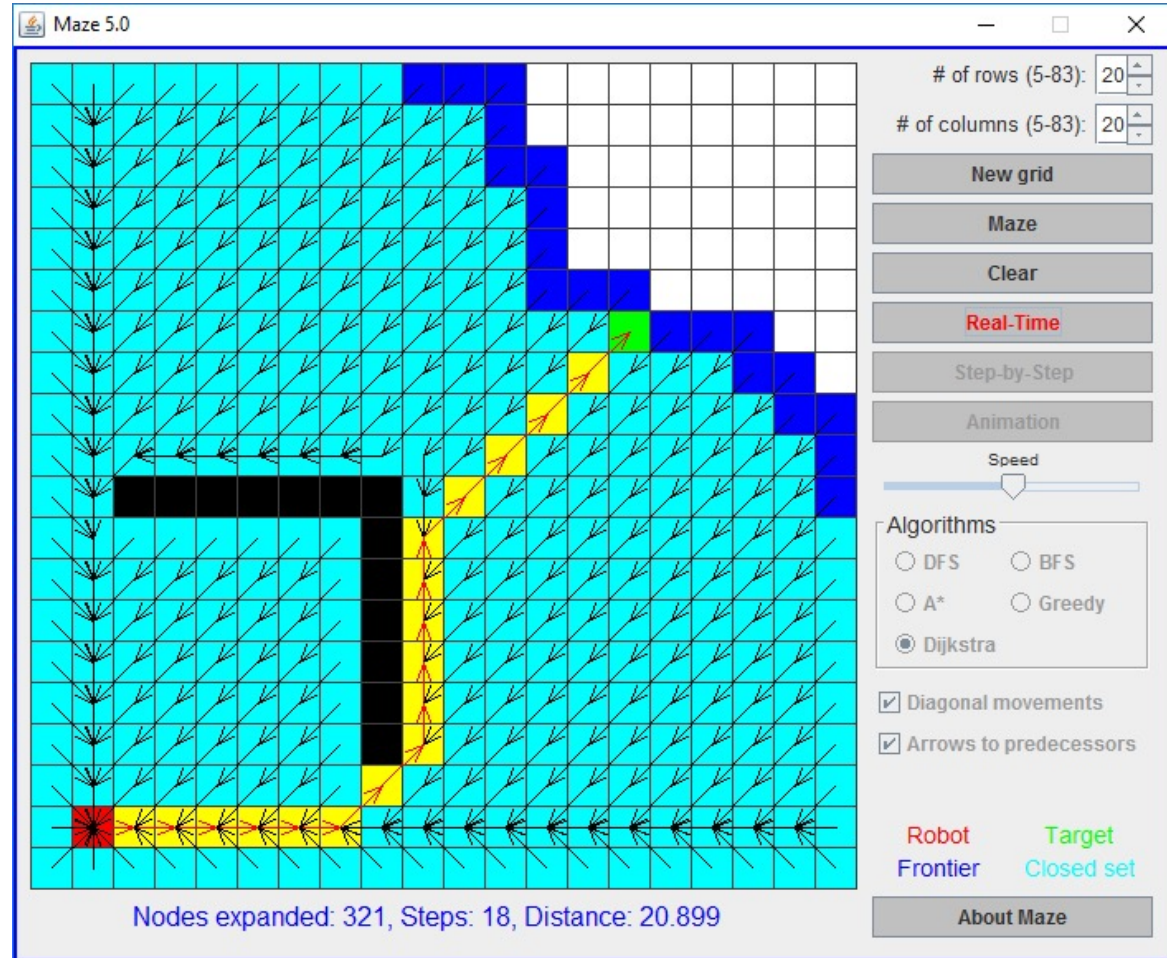 Maze 5.0
# of rows (5-83): 20
# of columns (5-83): 20
New grid
Maze
Clear
Real-Time
Step-by-Step
Animation
Speed
Algorithms
DFS BFS
A* Greedy
Dijkstra
Diagonal movements
Arrows to predecessors
Robot Target
Frontier Closed set
About Maze
Nodes expanded: 321, Steps: 18, Distance: 20.899